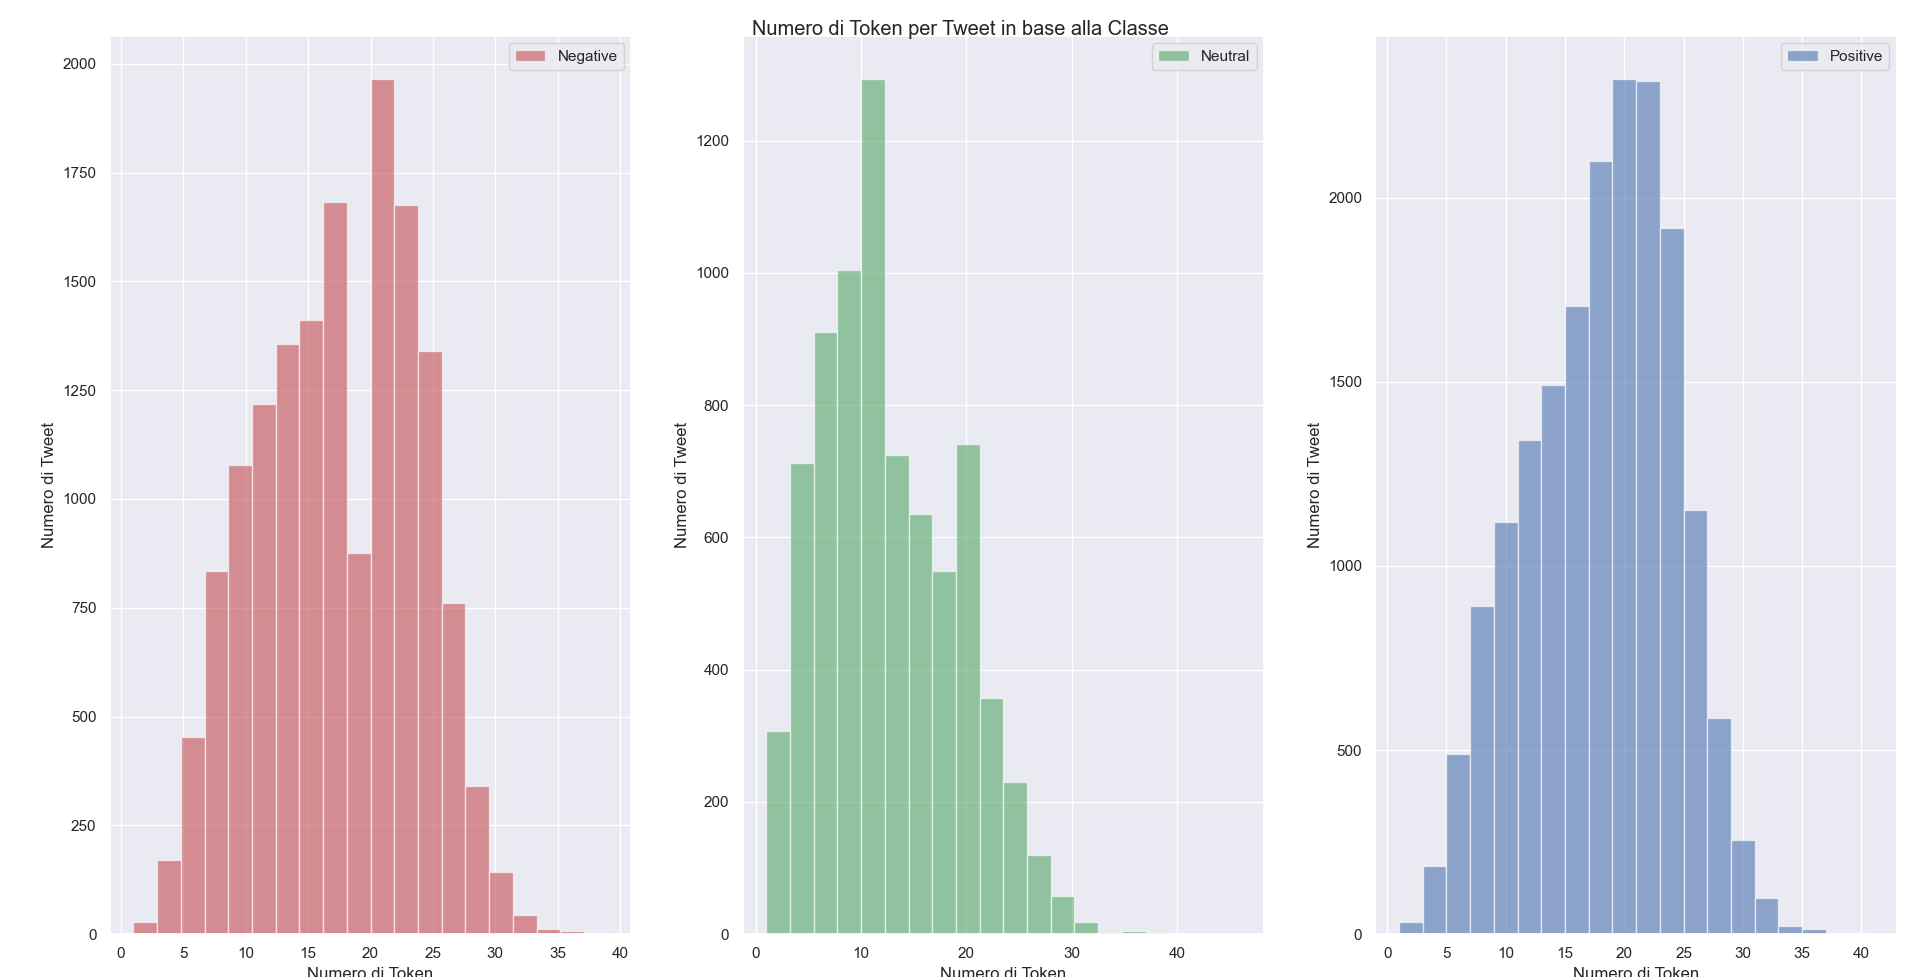 Numero di Token per Tweet in base alla Classe
Negative
2000
1750
1500
1250
1000
750
500
250
0
Numero di Tweet
0 5 10 15 20 25 30 35 40
Numero di Token
Neutral
1200
1000
800
600
400
200
0
Numero di Tweet
0 10 20 30 40
Numero di Token
Positive
2000
1500
1000
500
0
Numero di Tweet
0 5 10 15 20 25 30 35 40
Numero di Token